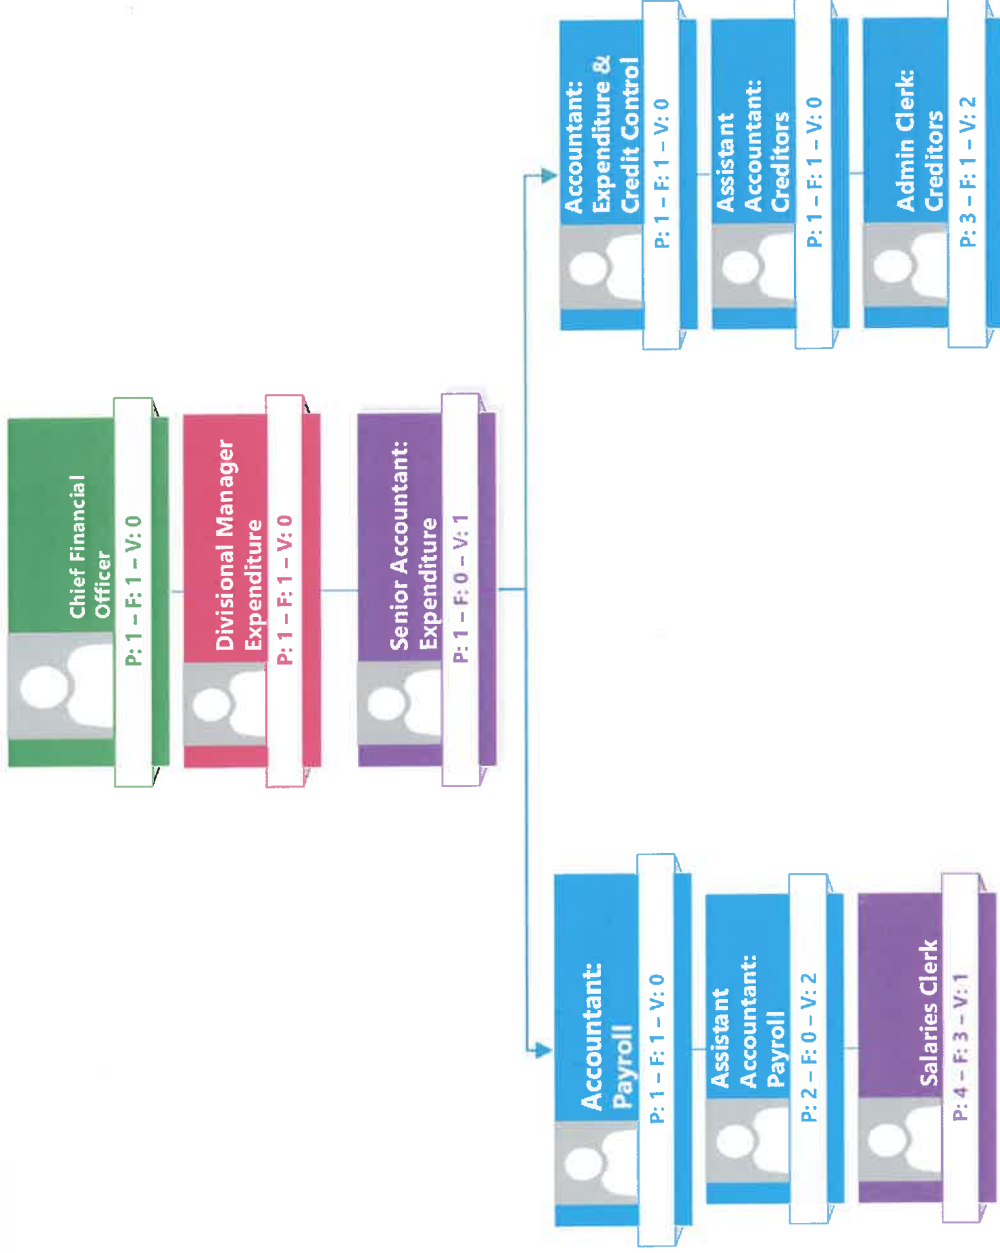 Chief Financial
Officer
P: 1 – F: 1 – V: 0
Divisional Manager
Expenditure
P: 1 – F: 1 – V: 0
Senior Accountant:
Expenditure
P: 1 – F: 0 – V: 1
Accountant:
Payroll
P: 1 – F: 1 – V: 0
Assistant
Accountant:
Payroll
P: 2 – F: 0 – V: 2
Salaries Clerk
P: 4 – F: 3 – V: 1
Accountant:
Expenditure &
Credit Control
P: 1 – F: 1 – V: 0
Assistant
Accountant:
Creditors
P: 1 – F: 1 – V: 0
Admin Clerk:
Creditors
P: 3 – F: 1 – V: 2